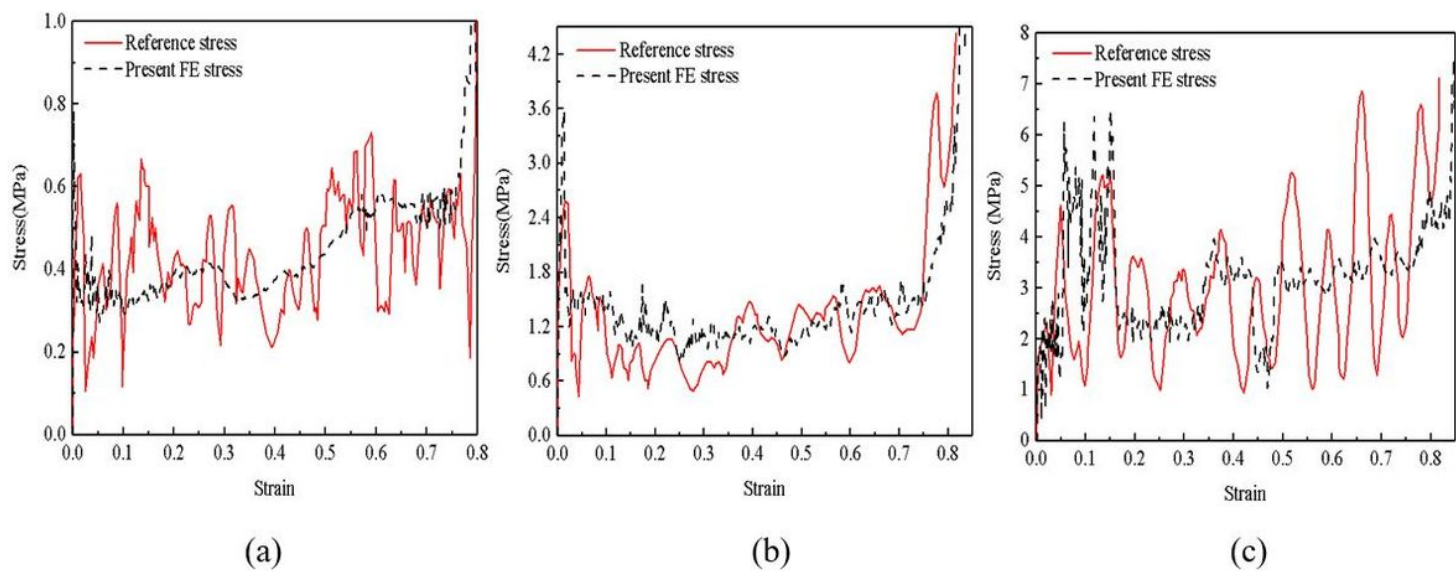 1.0
0.8
0.6
0.4
0.2
0.0
Stress(MPa)
Reference stress
Present FE stress
0.0 0.1 0.2 0.3 0.4 0.5 0.6 0.7 0.8
Strain
(a)
4.2
3.6
3.0
2.4
1.8
1.2
0.6
0.0
Stress(MPa)
Reference stress
Present FE stress
0.0 0.1 0.2 0.3 0.4 0.5 0.6 0.7 0.8
Strain
(b)
8
7
6
5
4
3
2
1
0
Stress (MPa)
Reference stress
Present FE stress
0.0 0.1 0.2 0.3 0.4 0.5 0.6 0.7 0.8
Strain
(c)